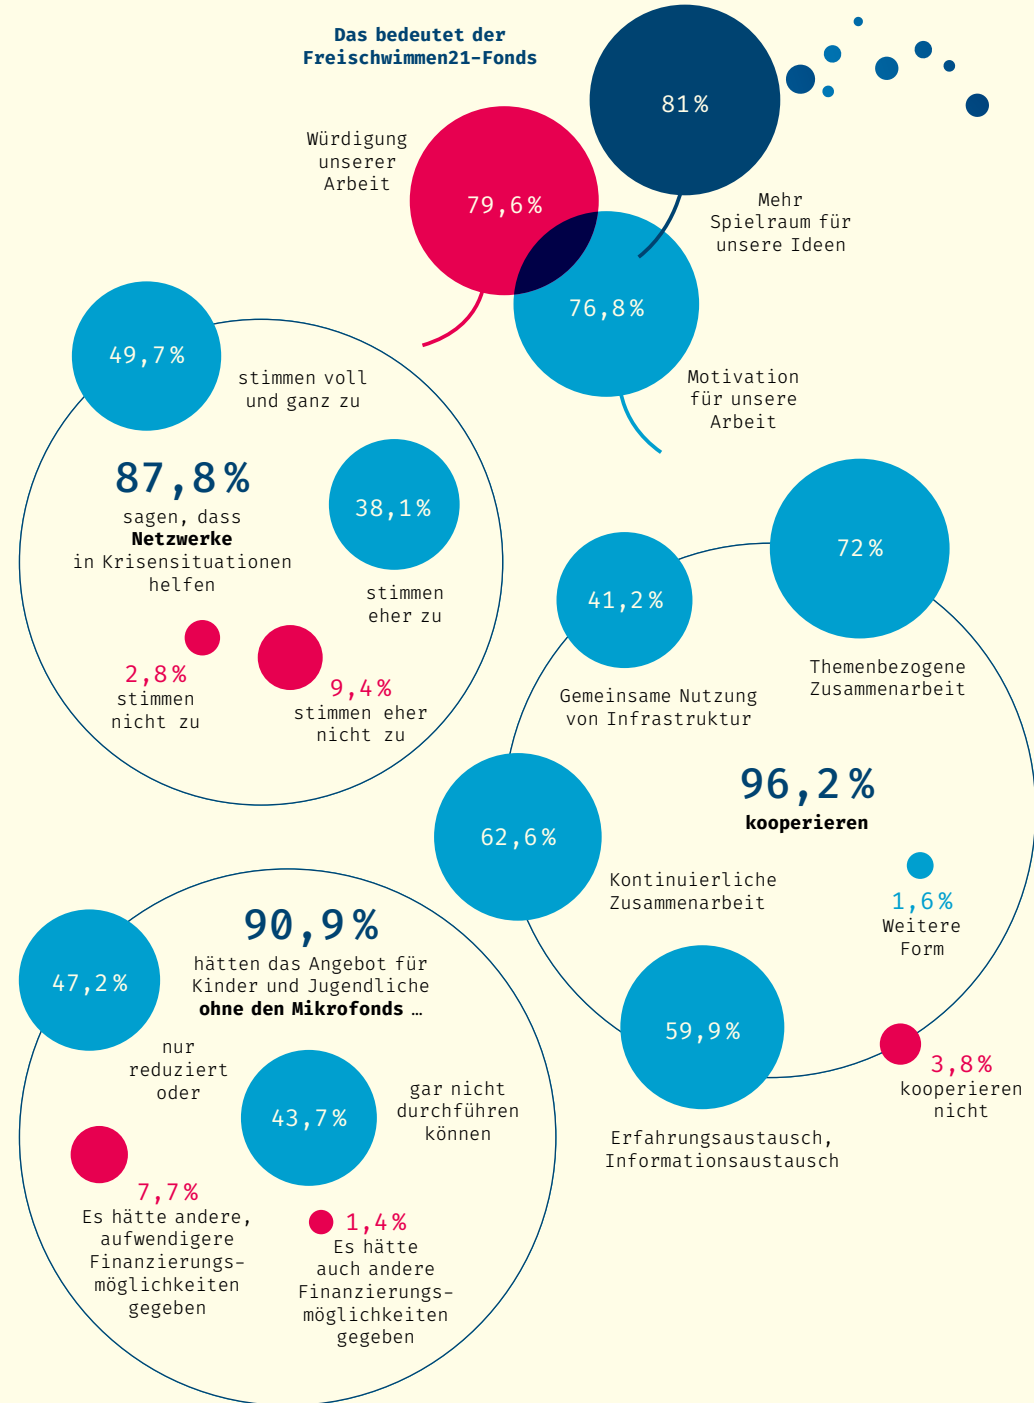 Das bedeutet der
Freischwimmen21-Fonds
81%
Mehr
Spielraum für
unsere Ideen
Würdigung
unserer
Arbeit
79,6%
76,8%
Motivation
für unsere
Arbeit
49,7%
stimmen voll
und ganz zu
87,8%
sagen, dass
Netzwerke
in Krisensituationen
helfen
38,1%
stimmen
eher zu
2,8%
stimmen
nicht zu
9,4%
stimmen eher
nicht zu
72%
Themenbezogene
Zusammenarbeit
41,2%
Gemeinsame Nutzung
von Infrastruktur
96,2%
kooperieren
62,6%
Kontinuierliche
Zusammenarbeit
1,6%
Weitere
Form
59,9%
Erfahrungsaustausch,
Informationsaustausch
3,8%
kooperieren
nicht
90,9%
hätten das Angebot für
Kinder und Jugendliche
ohne den Mikrofonds …
47,2%
nur
reduziert
oder
43,7%
gar nicht
durchführen
können
7,7%
Es hätte andere,
aufwendigere
Finanzierungs-
möglichkeiten
gegeben
1,4%
Es hätte
auch andere
Finanzierungs-
möglichkeiten
gegeben